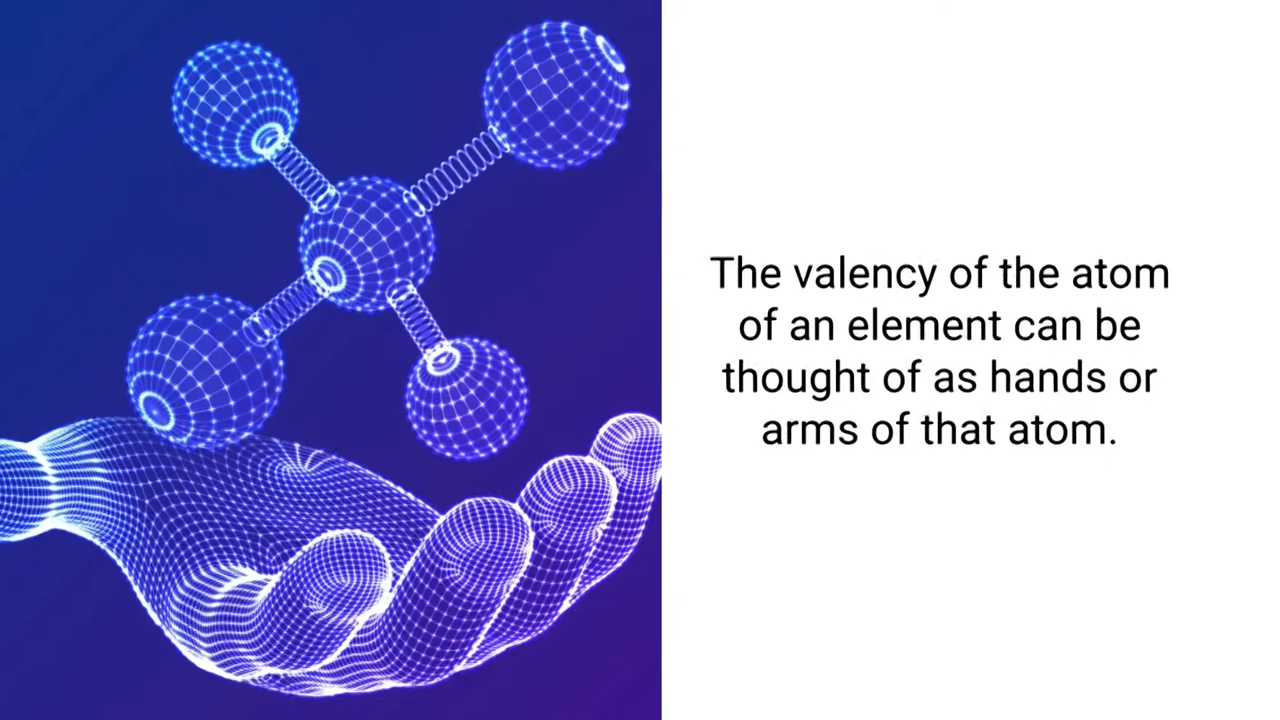 The valency of the atom
of an element can be
thought of as hands or
arms of that atom.